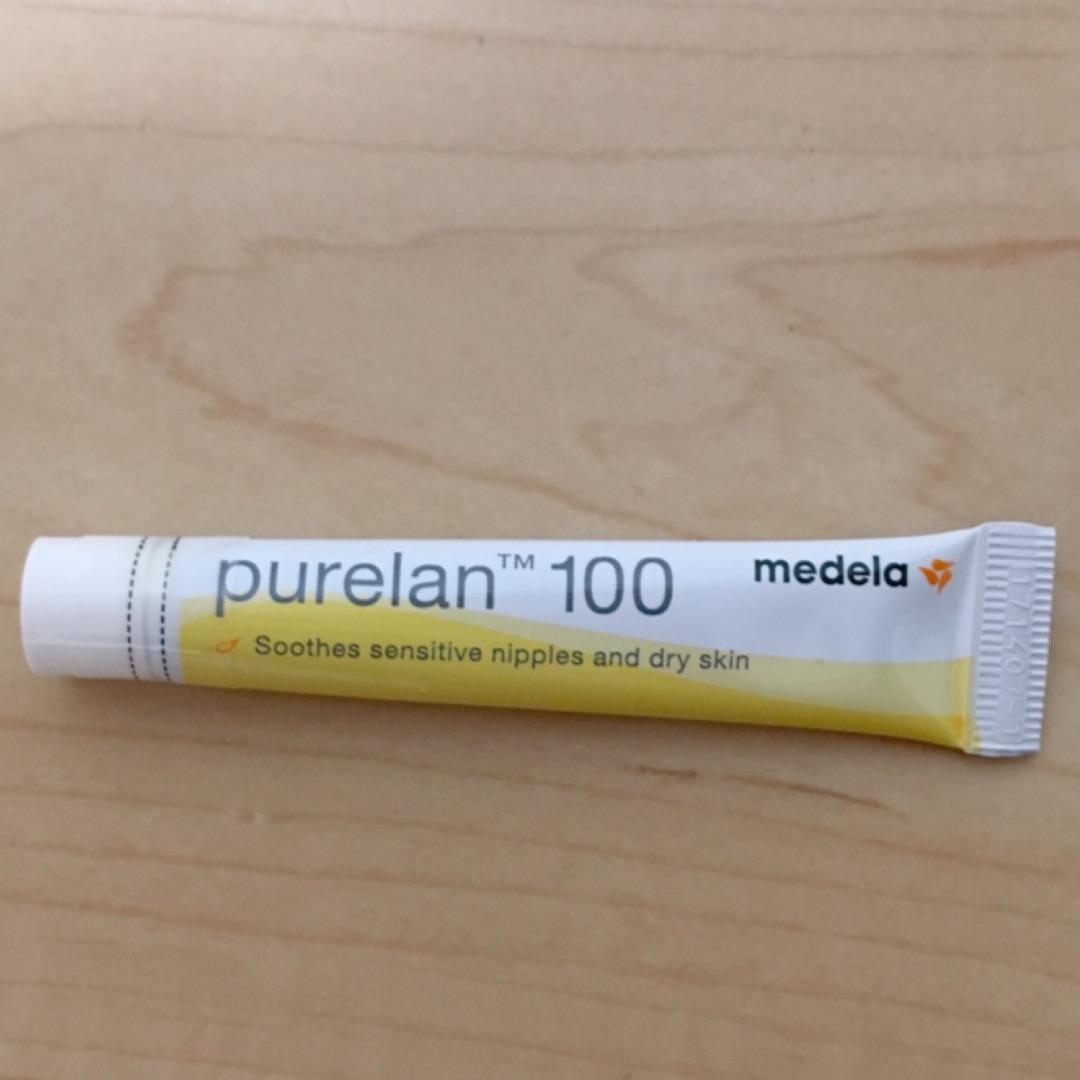 purelan™ 100
medela
Soothes sensitive nipples and dry skin